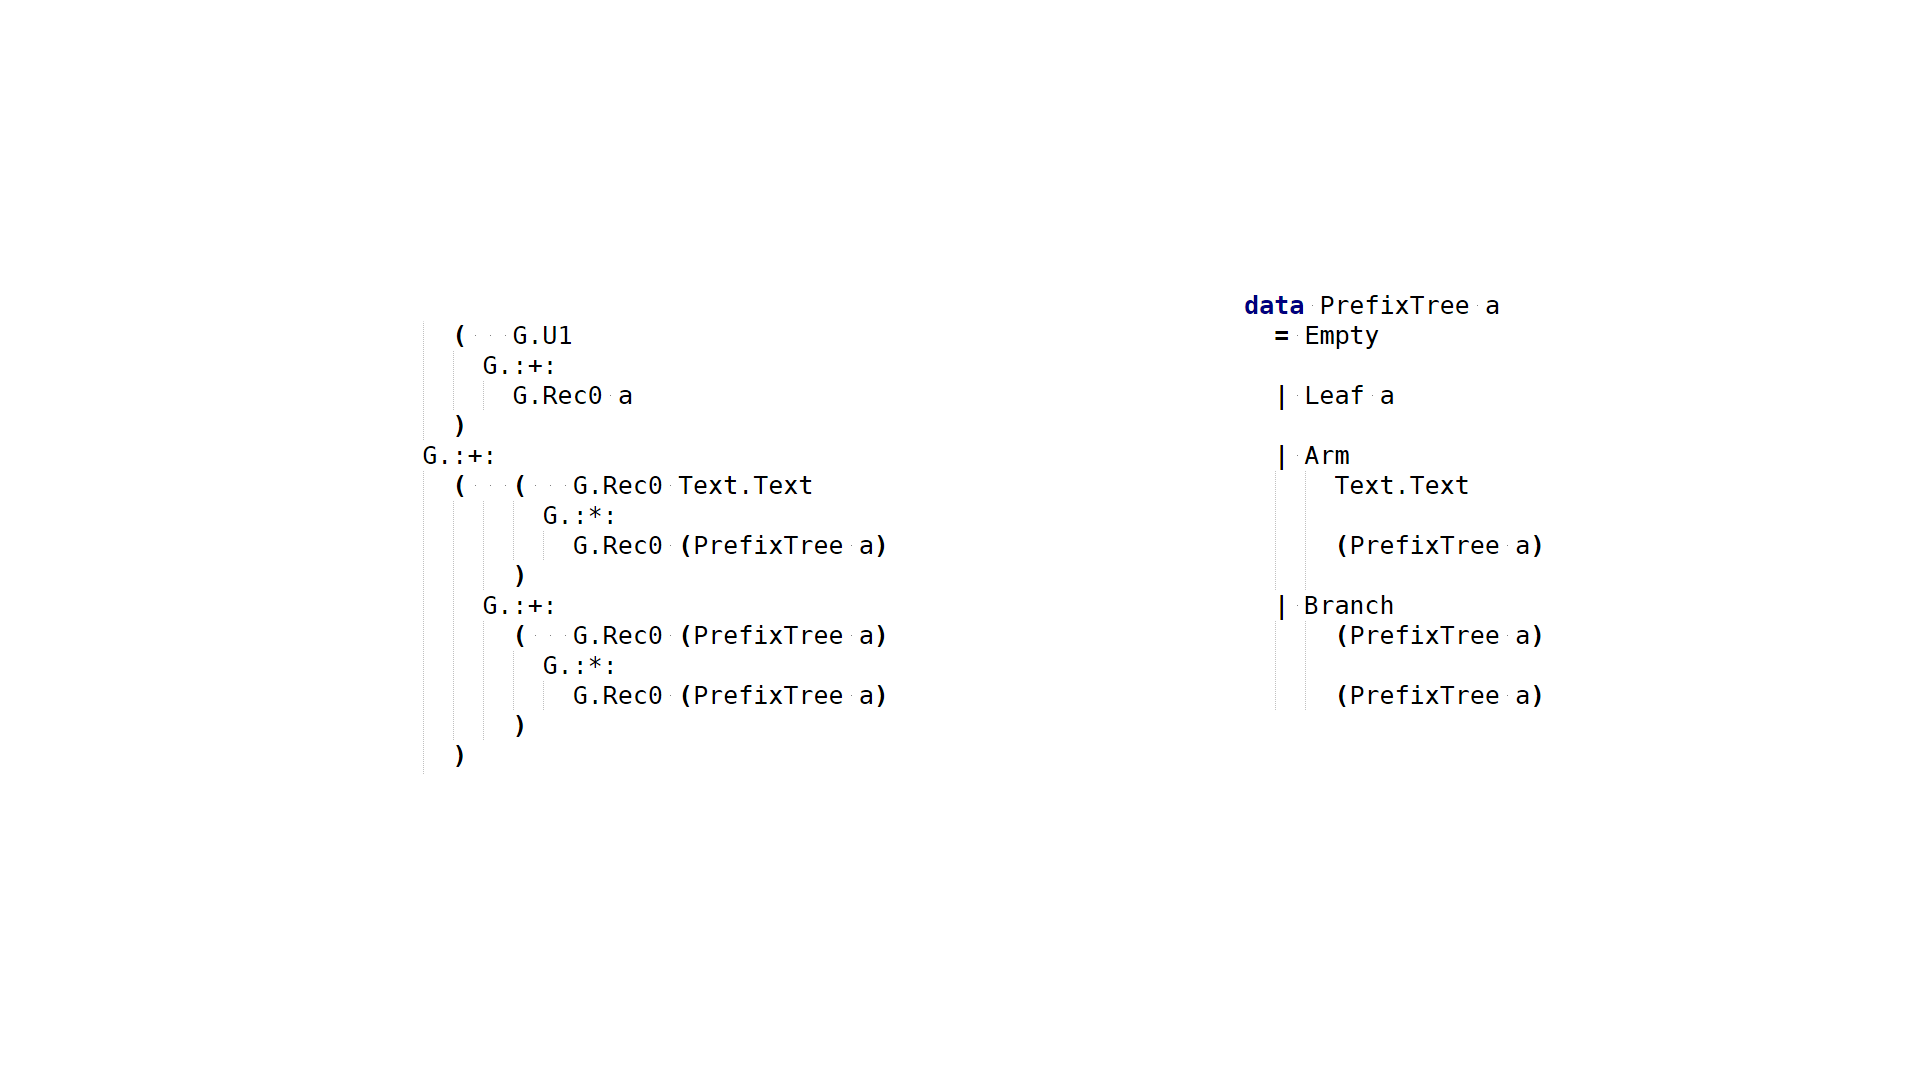 ( G.U1
G.:+:
G.Rec0 a
)
G.:+:
( ( G.Rec0 Text.Text
G.:*:
G.Rec0 (PrefixTree a)
)
G.:+:
( G.Rec0 (PrefixTree a)
G.:*:
G.Rec0 (PrefixTree a)
)
)
data PrefixTree a
= Empty
| Leaf a
| Arm
Text.Text
(PrefixTree a)
| Branch
(PrefixTree a)
(PrefixTree a)